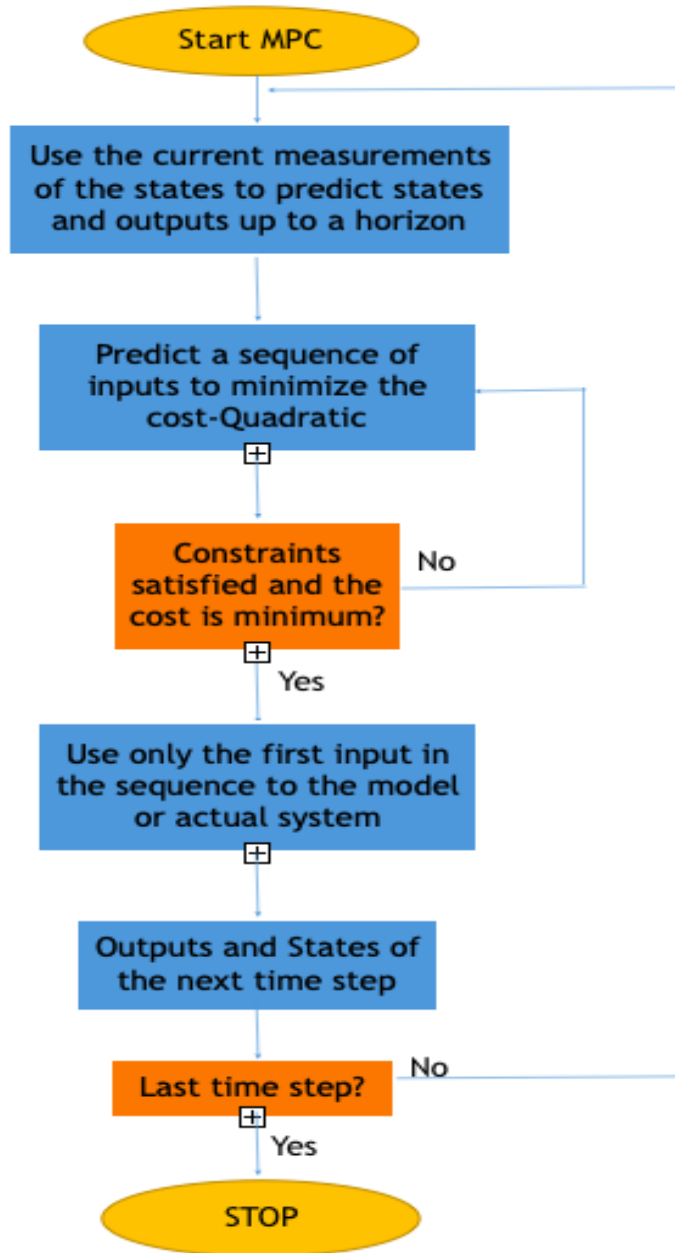 Start MPC
Use the current measurements
of the states to predict states
and outputs up to a horizon
Predict a sequence of
inputs to minimize the
cost-Quadratic
Constraints
satisfied and the
cost is minimum?
No
Yes
Use only the first input in
the sequence to the model
or actual system
Outputs and States of
the next time step
Last time step?
No
Yes
STOP